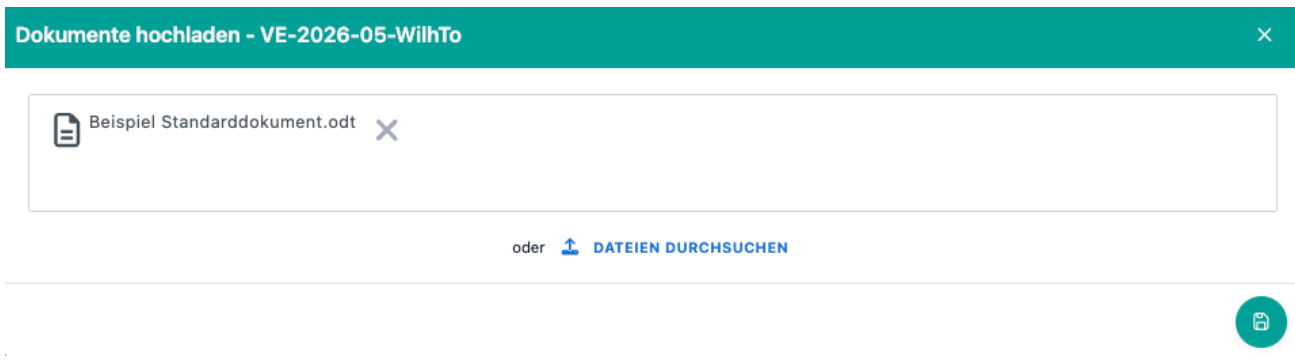 Dokumente hochladen - VE-2026-05-WilhTo
Beispiel Standarddokument.odt
oder DATEIEN DURCHSUCHEN